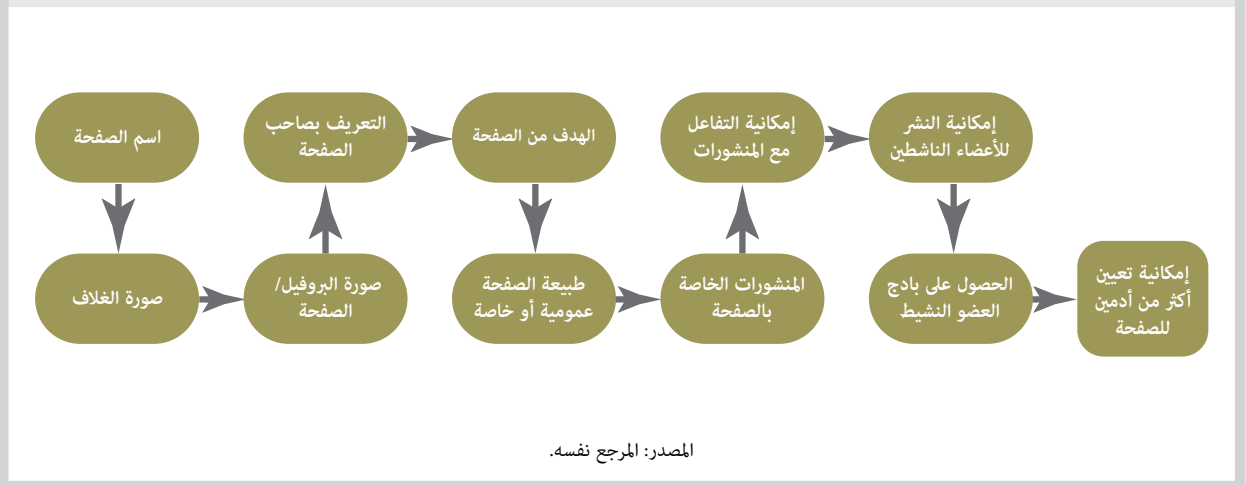 اسم الصفحة
صورة الغلاف
صورة البروفيل/
الصفحة
التعريف بصاحب
الصفحة
الهدف من الصفحة
طبيعة الصفحة
عمومية أو خاصة
المنشورات الخاصة
بالصفحة
إمكانية التفاعل
مع المنشورات
إمكانية النشر
للأعضاء الناشطين
الحصول على بادج
العضو النشيط
إمكانية تعيين
أكثر من أدمين
للصفحة
المصدر: المرجع نفسه.